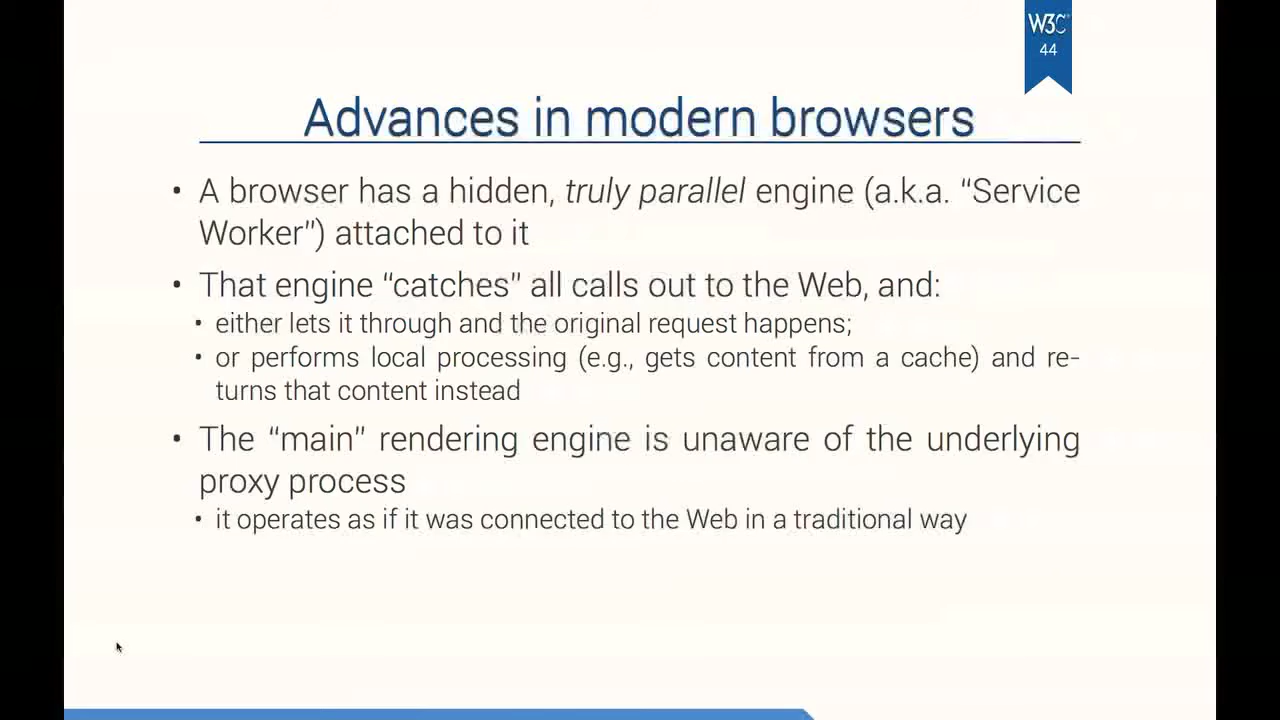 W3C
44
Advances in modern browsers
• A browser has a hidden, truly parallel engine (a.k.a. “Service
Worker”) attached to it
• That engine “catches” all calls out to the Web, and:
• either lets it through and the original request happens;
• or performs local processing (e.g., gets content from a cache) and re-
turns that content instead
• The “main” rendering engine is unaware of the underlying
proxy process
• it operates as if it was connected to the Web in a traditional way